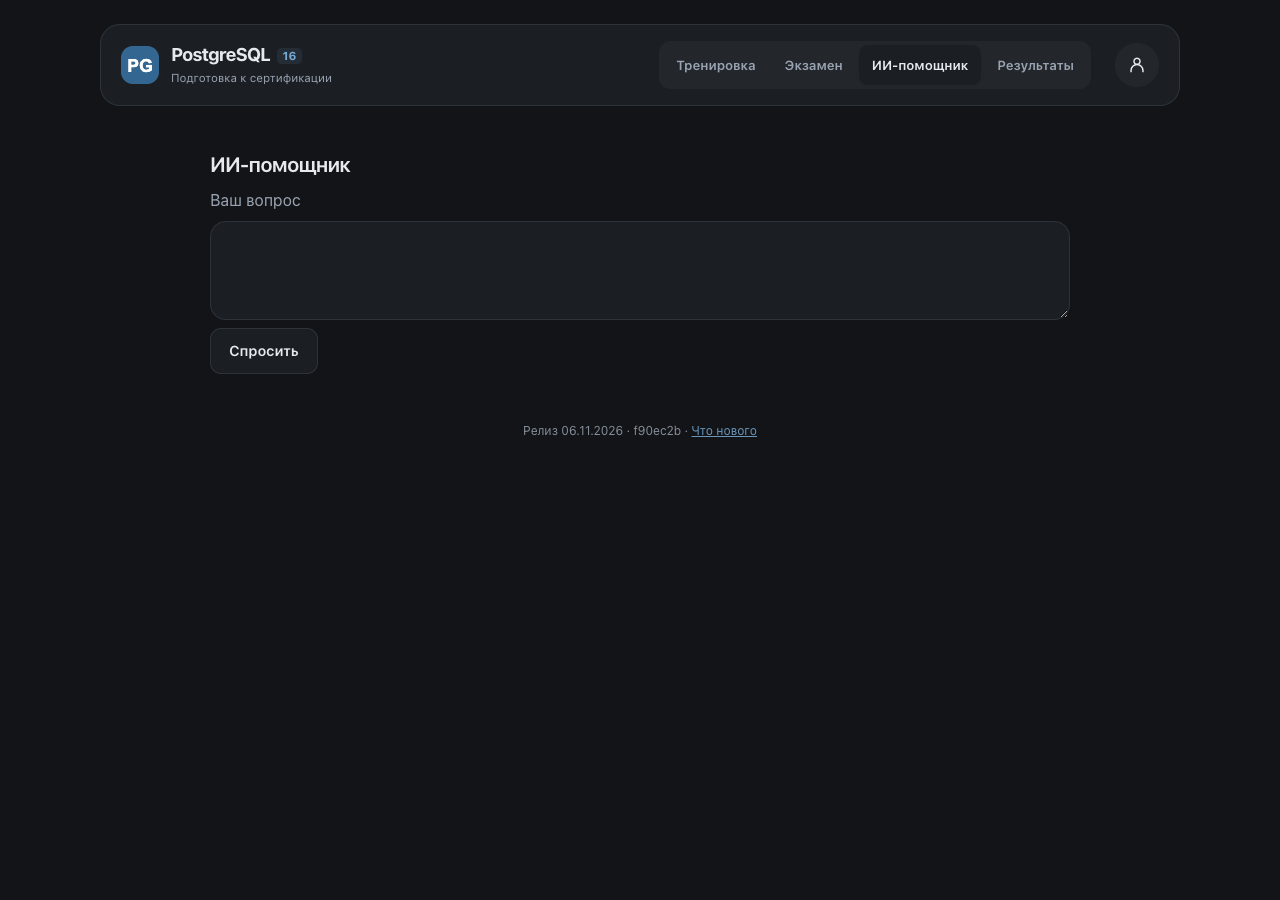 PG
PostgreSQL 16
Подготовка к сертификации
Тренировка
Экзамен
ИИ-помощник
Результаты
ИИ-помощник
Ваш вопрос
Спросить
Релиз 06.11.2026 · f90ec2b · Что нового